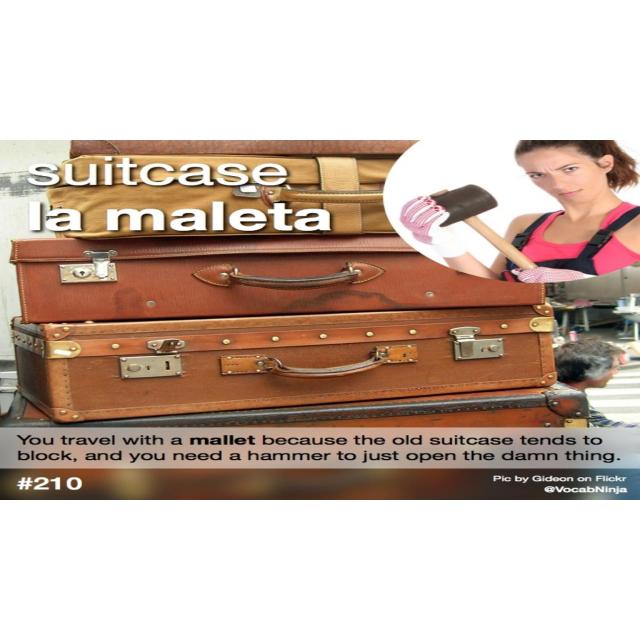 suitcase
la maleta
You travel with a mallet because the old suitcase tends to
block, and you need a hammer to just open the damn thing.
#210
Pic by Gideon on Flickr
@VocabNinja